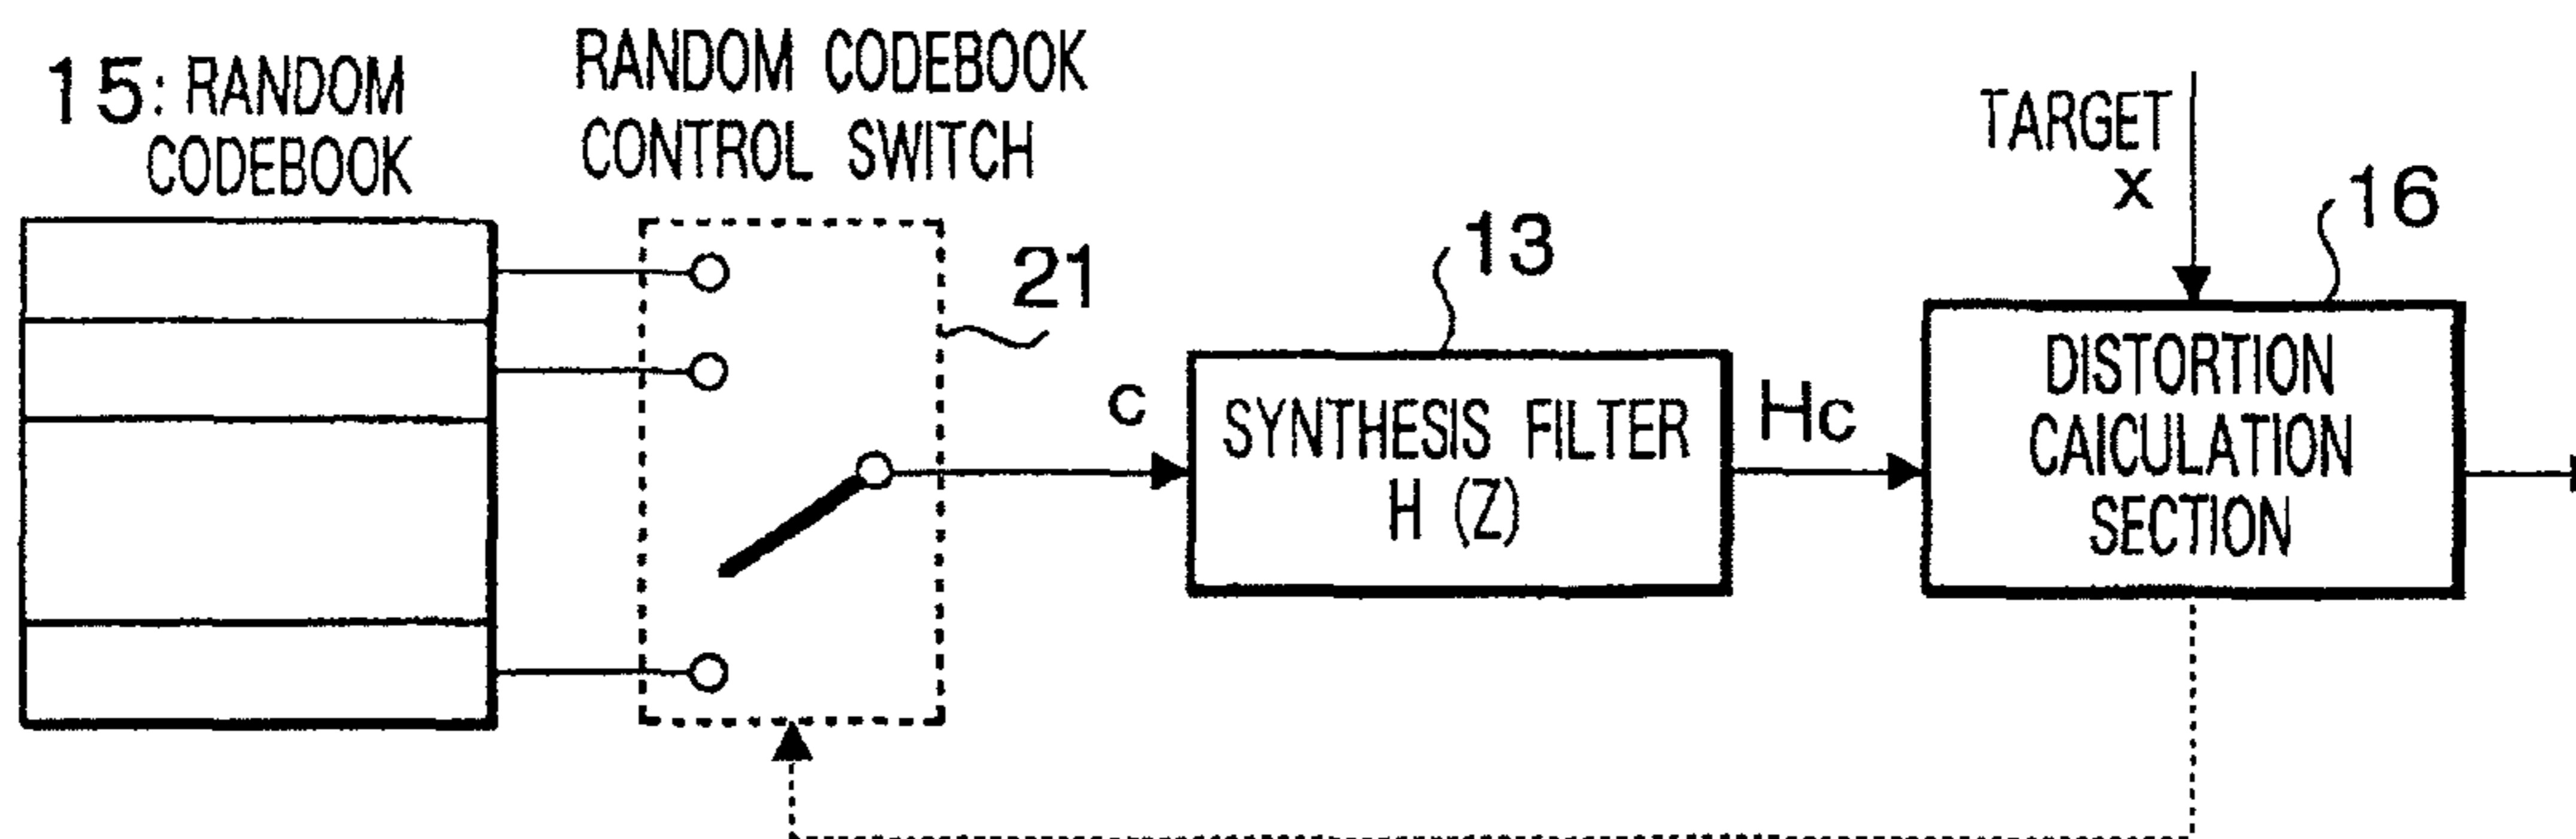 15: RANDOM
CODEBOOK
RANDOM CODEBOOK
CONTROL SWITCH
21
c
13
SYNTHESIS FILTER
H (Z)
Hc
TARGET
x
16
DISTORTION
CAICULATION
SECTION